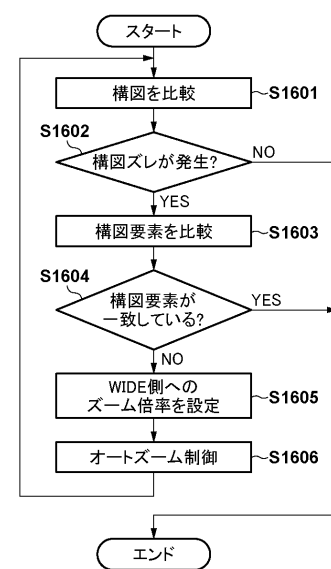 スタート
構図を比較
S1601
S1602
構図ズレが発生?
NO
YES
構図要素を比較
S1603
S1604
構図要素が
一致している?
YES
NO
WIDE側への
ズーム倍率を設定
S1605
オートズーム制御
S1606
エンド